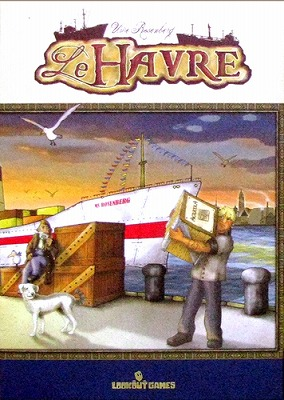 Uwe Rosenberg
LE HAVRE
MS ROSENBERG
LOOKOUT GAMES